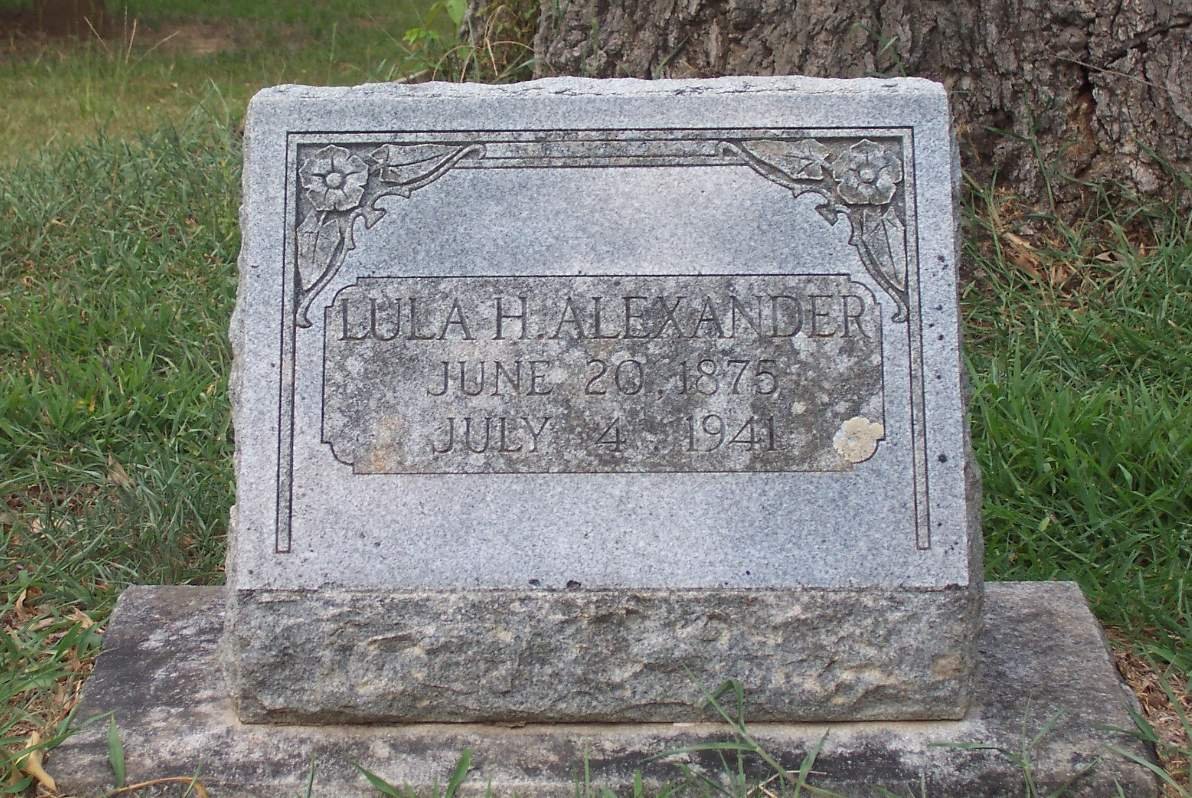 LULA H. ALEXANDER
JUNE 20, 1875
JULY 4, 1941